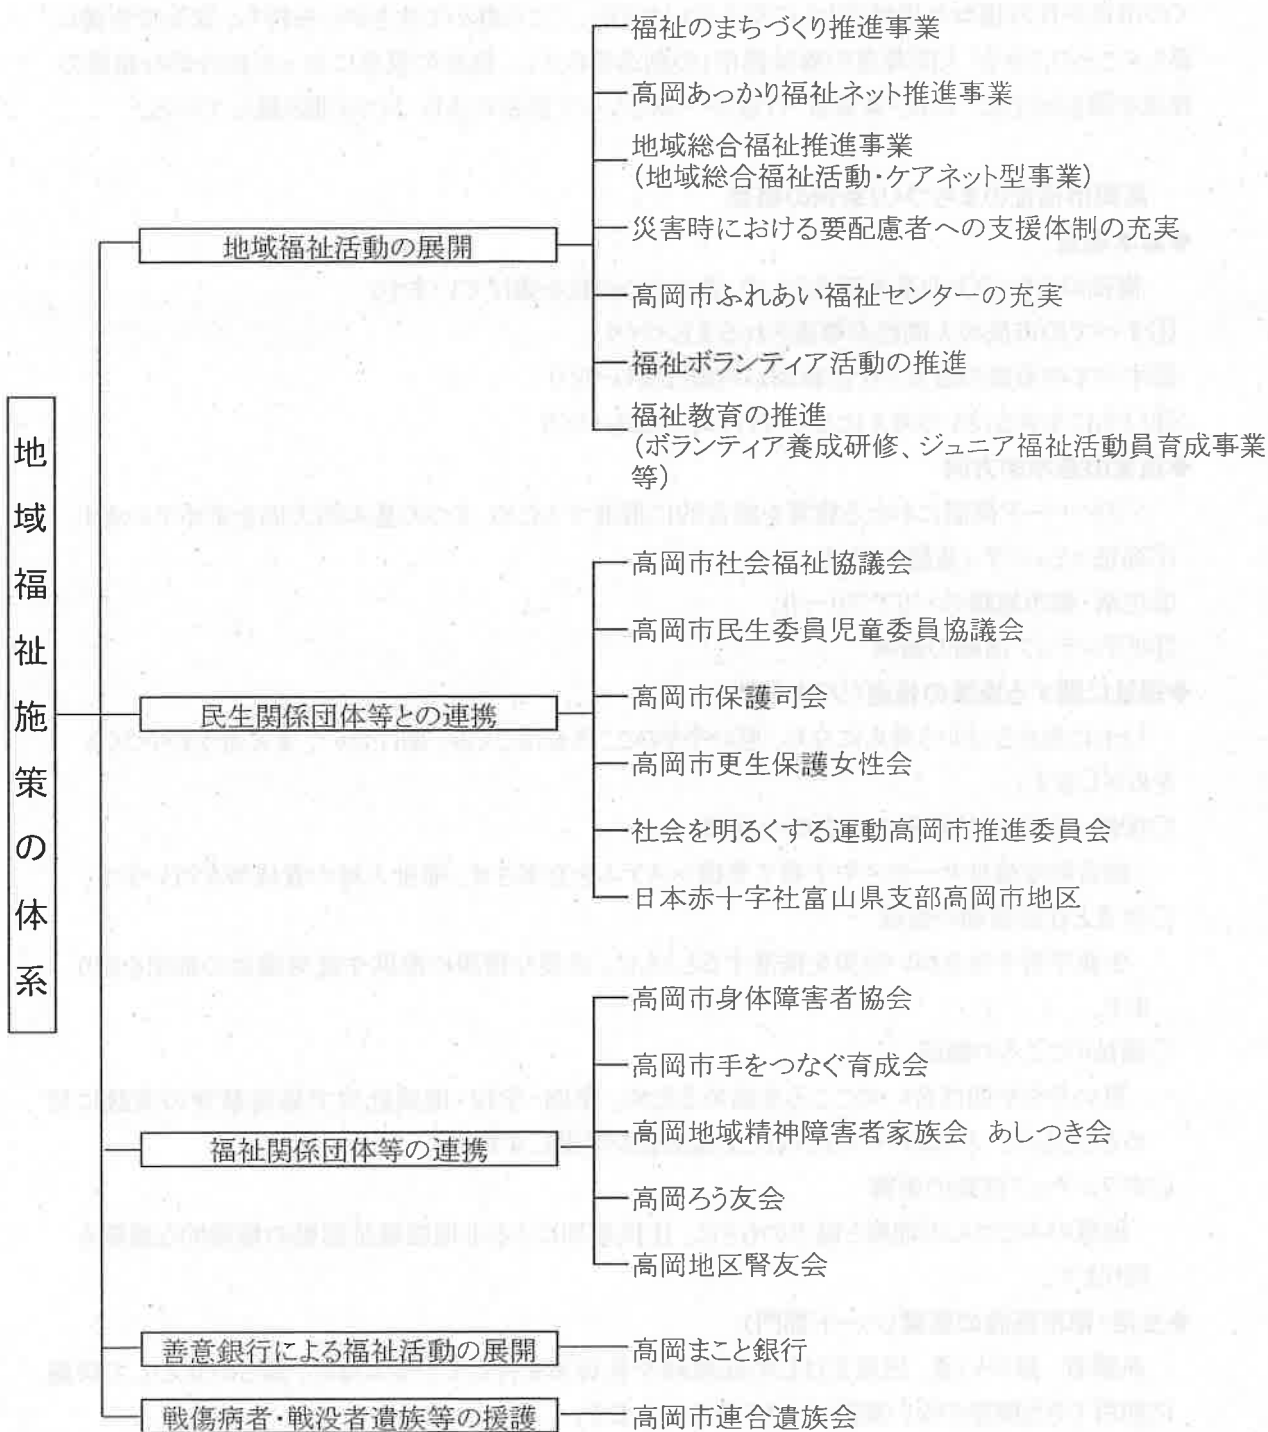 地域福祉施策の体系
地域福祉活動の展開
福祉のまちづくり推進事業
高岡あっかり福祉ネット推進事業
地域総合福祉推進事業
(地域総合福祉活動・ケアネット型事業)
災害時における要配慮者への支援体制の充実
高岡市ふれあい福祉センターの充実
福祉ボランティア活動の推進
福祉教育の推進
(ボランティア養成研修、ジュニア福祉活動員育成事業
等)
民生関係団体等との連携
高岡市社会福祉協議会
高岡市民生委員児童委員協議会
高岡市保護司会
高岡市更生保護女性会
社会を明るくする運動高岡市推進委員会
日本赤十字社富山県支部高岡市地区
福祉関係団体等の連携
高岡市身体障害者協会
高岡市手をつなぐ育成会
高岡地域精神障害者家族会 あしつき会
高岡ろう友会
高岡地区腎友会
善意銀行による福祉活動の展開
高岡まこと銀行
戦傷病者・戦没者遺族等の援護
高岡市連合遺族会